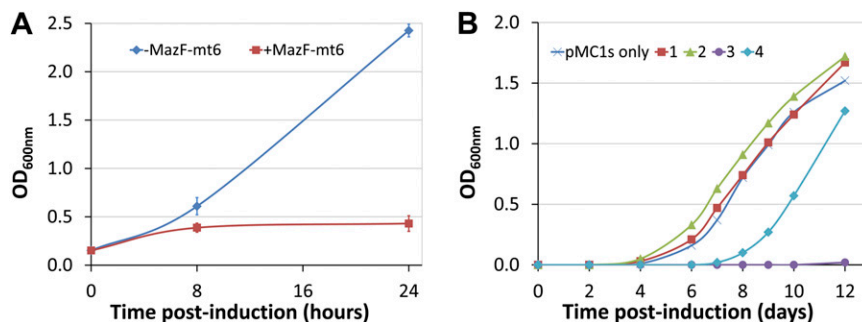 A
-MazF-mt6
+MazF-mt6
2.5
2.0
1.5
1.0
0.5
0.0
OD600nm
0
8
16
24
Time post-induction (hours)
B
pMC1s only
1
2
3
4
2.0
1.5
1.0
0.5
0.0
OD600nm
0
2
4
6
8
10
12
Time post-induction (days)